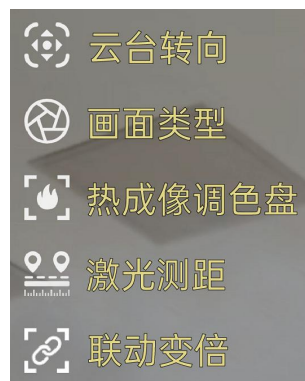 云台转向
画面类型
热成像调色盘
激光测距
联动变倍